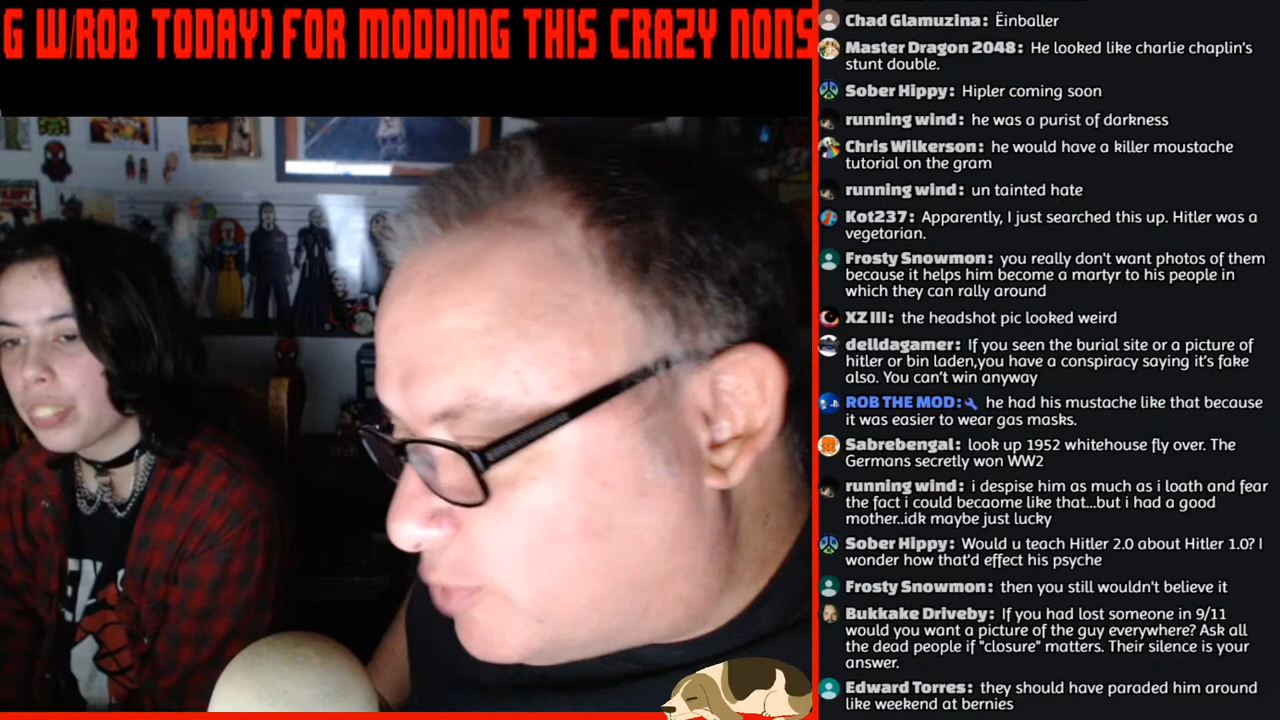 G W/ROB TODAY) FOR MODDING THIS CRAZY NONS
Chad Glamuzina: Ëinballer
Master Dragon 2048: He looked like charlie chaplin's
stunt double.
Sober Hippy: Hipler coming soon
running wind: he was a purist of darkness
Chris Wilkerson: he would have a killer moustache
tutorial on the gram
running wind: un tainted hate
Kot237: Apparently, I just searched this up. Hitler was a
vegetarian.
Frosty Snowmon: you really don't want photos of them
because it helps him become a martyr to his people in
which they can rally around
XZ III: the headshot pic looked weird
delldagamer: If you seen the burial site or a picture of
hitler or bin laden,you have a conspiracy saying it's fake
also. You can't win anyway
ROB THE MOD: he had his mustache like that because
it was easier to wear gas masks.
Sabrebengal: look up 1952 whitehouse fly over. The
Germans secretly won WW2
running wind: i despise him as much as i loath and fear
the fact i could becaome like that...but i had a good
mother..idk maybe just lucky
Sober Hippy: Would u teach Hitler 2.0 about Hitler 1.0? I
wonder how that'd effect his psyche
Frosty Snowmon: then you still wouldn't believe it
Bukkake Driveby: If you had lost someone in 9/11
would you want a picture of the guy everywhere? Ask all
the dead people if "closure" matters. Their silence is your
answer.
Edward Torres: they should have paraded him around
like weekend at bernies